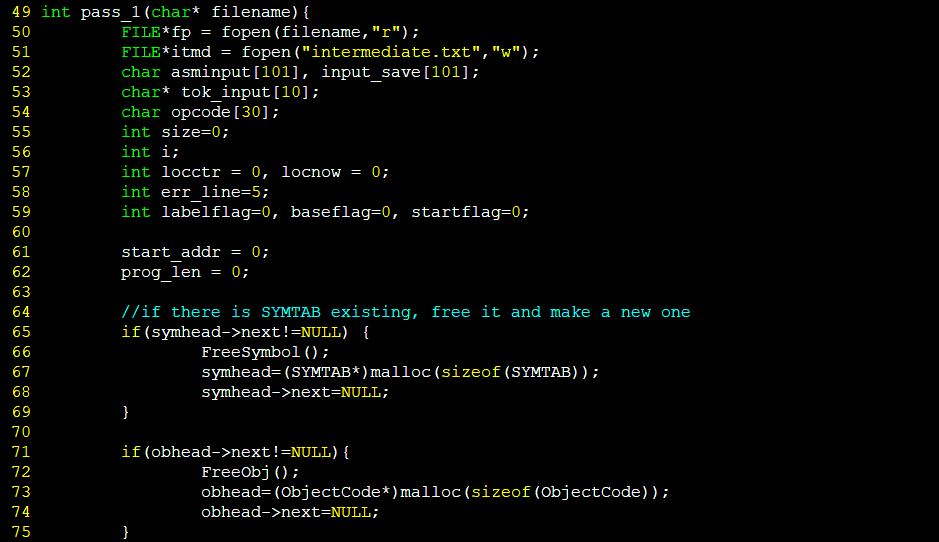 49 int pass_1(char* filename){
50         FILE*fp = fopen(filename,"r");
51         FILE*itmd = fopen("intermediate.txt","w");
52         char asminput[101], input_save[101];
53         char* tok_input[10];
54         char opcode[30];
55         int size=0;
56         int i;
57         int locctr = 0, locnow = 0;
58         int err_line=5;
59         int labelflag=0, baseflag=0, startflag=0;
60
61         start_addr = 0;
62         prog_len = 0;
63
64         //if there is SYMTAB existing, free it and make a new one
65         if(symhead->next!=NULL) {
66                 FreeSymbol();
67                 symhead=(SYMTAB*)malloc(sizeof(SYMTAB));
68                 symhead->next=NULL;
69         }
70
71         if(obhead->next!=NULL){
72                 FreeObj();
73                 obhead=(ObjectCode*)malloc(sizeof(ObjectCode));
74                 obhead->next=NULL;
75         }